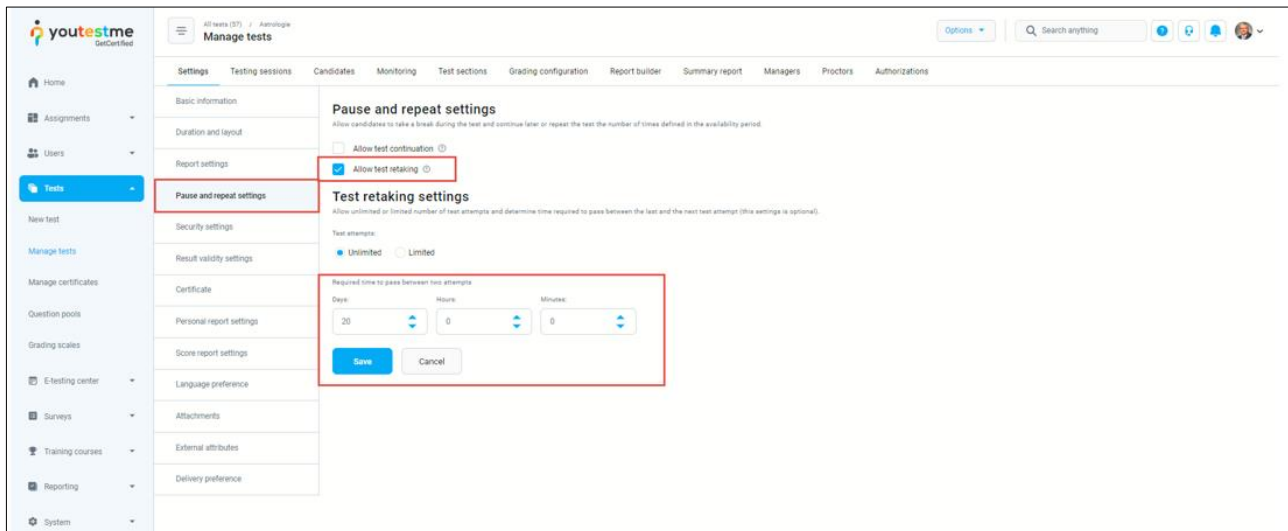 youtestme
GetCertified
All tests (57) / Astrologie
Manage tests
Options
Search anything
Home
Assignments
Users
Tests
New test
Manage tests
Manage certificates
Question pools
Grading scales
E-testing center
Surveys
Training courses
Reporting
System
Settings Testing sessions Candidates Monitoring Test sections Grading configuration Report builder Summary report Managers Proctors Authorizations
Basic information
Duration and layout
Report settings
Pause and repeat settings
Security settings
Result validity settings
Certificate
Personal report settings
Score report settings
Language preference
Attachments
External attributes
Delivery preference
Pause and repeat settings
Allow candidates to take a break during the test and continue later or repeat the test the number of times defined in the availability period.
Allow test continuation
Allow test retaking
Test retaking settings
Allow unlimited or limited number of test attempts and determine time required to pass between the last and the next test attempt (this settings is optional).
Test attempts:
Unlimited Limited
Required time to pass between two attempts
Days: Hours: Minutes:
20 0 0
Save Cancel